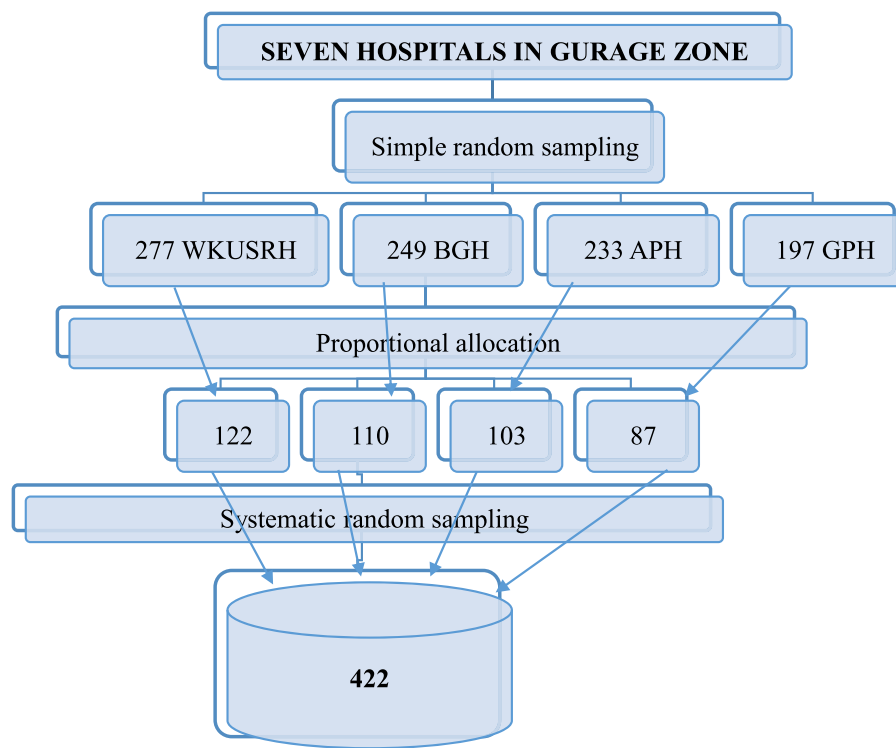 SEVEN HOSPITALS IN GURAGE ZONE
Simple random sampling
277 WKUSRH
249 BGH
233 APH
197 GPH
Proportional allocation
122
110
103
87
Systematic random sampling
422